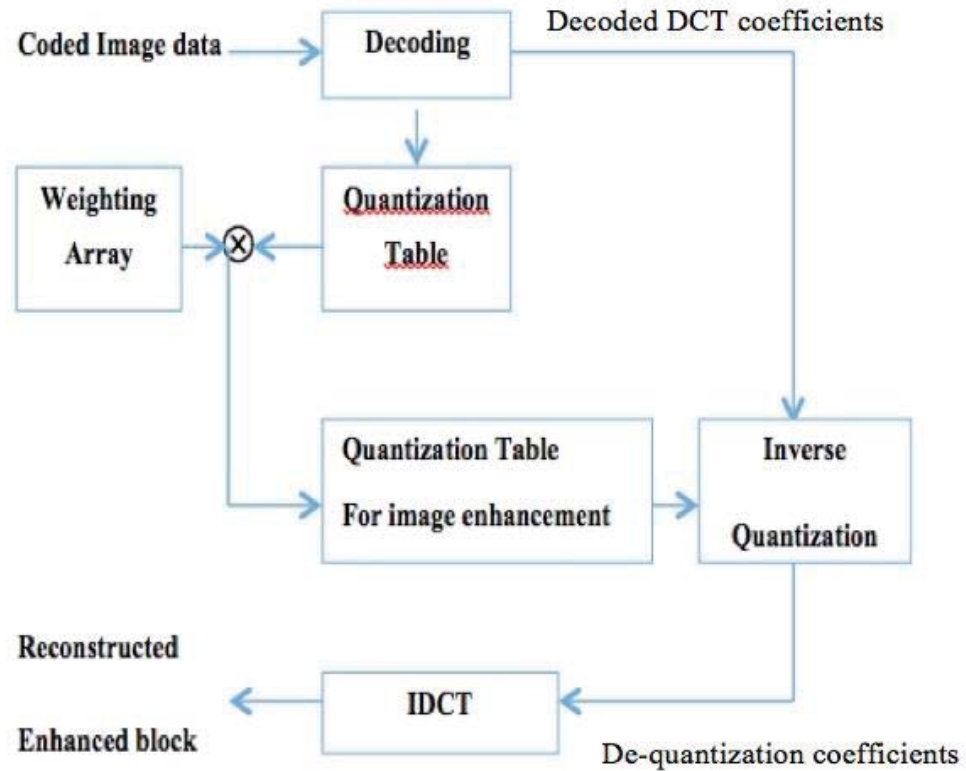 Decoded DCT coefficients
Coded Image data
Decoding
Weighting
Array
X
Quantization
Table
Quantization Table
For image enhancement
Inverse
Quantization
Reconstructed
Enhanced block
IDCT
De-quantization coefficients